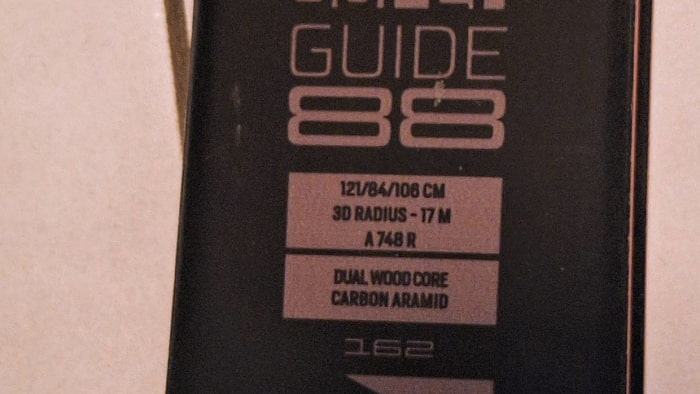 GUIDE
88
121/84/106 CM
3D RADIUS - 17 M
A 748 R
DUAL WOOD CORE
CARBON ARAMID
162